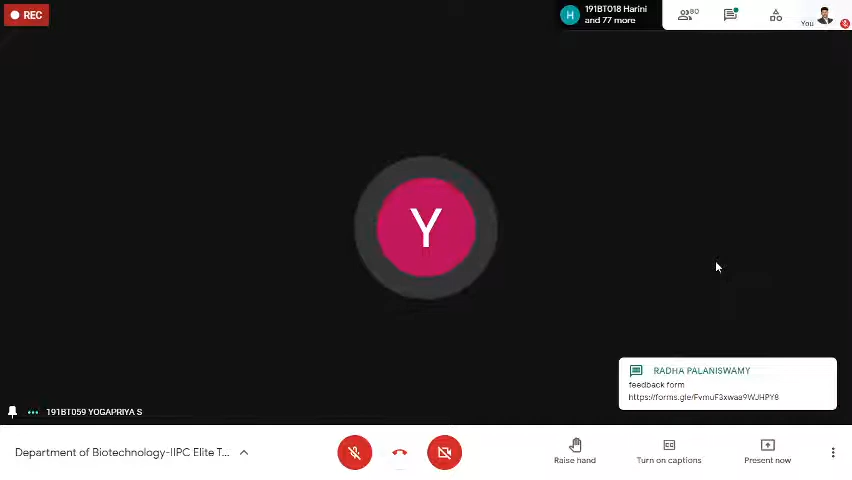 REC
H
191BT018 Harini
and 77 more
80
You
Y
RADHA PALANISWAMY
feedback form
https://forms.gle/FvmuF3xwaa9WJHPY8
191BT059 YOGAPRIYA S
Department of Biotechnology-IIPC Elite T...
Raise hand
CC
Turn on captions
Present now